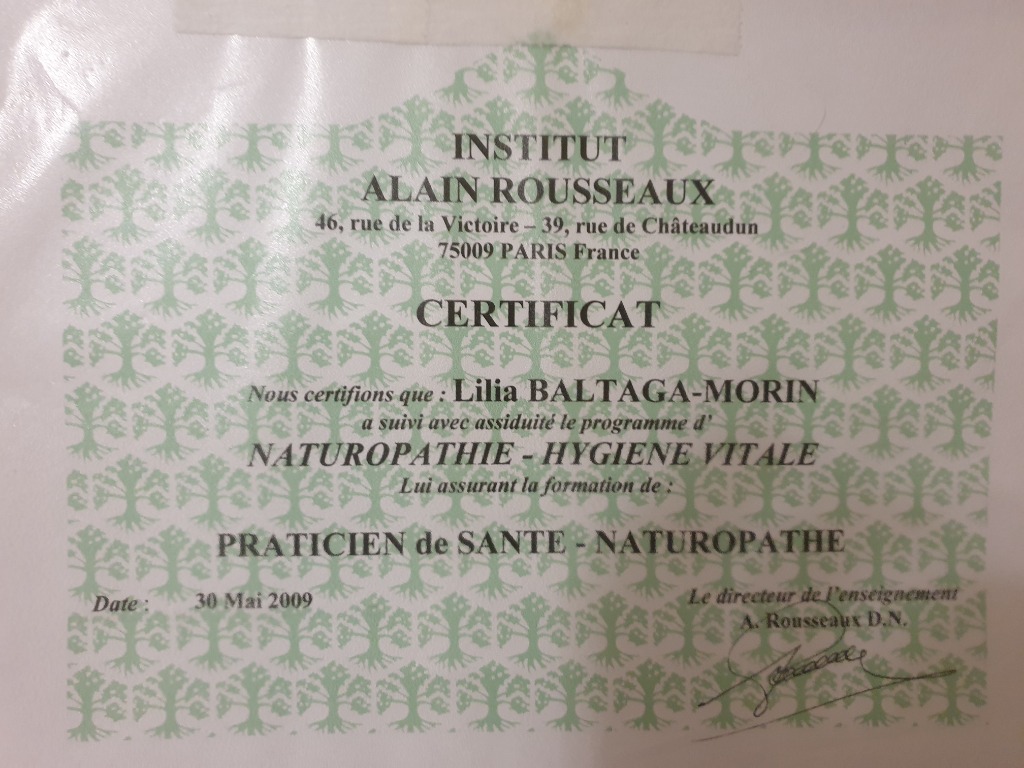 INSTITUT
ALAIN ROUSSEAUX
46, rue de la Victoire – 39, rue de Châteaudun
75009 PARIS France
CERTIFICAT
Nous certifions que : Lilia BALTAGA-MORIN
a suivi avec assiduité le programme d'
NATUROPATHIE - HYGIENE VITALE
Lui assurant la formation de :
PRATICIEN de SANTE - NATUROPATHE
Date : 30 Mai 2009
Le directeur de l'enseignement
A. Rousseaux D.N.